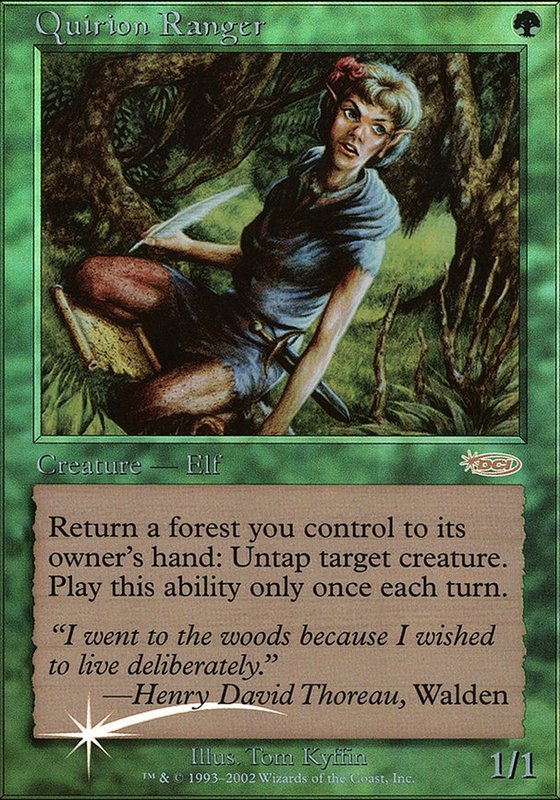 Quirion Ranger
Creature — Elf
DCI
Return a forest you control to its
owner's hand: Untap target creature.
Play this ability only once each turn.
"I went to the woods because I wished
to live deliberately."
—Henry David Thoreau, Walden
Illus. Tom Kyffin
™ & © 1993–2002 Wizards of the Coast, Inc.
1/1